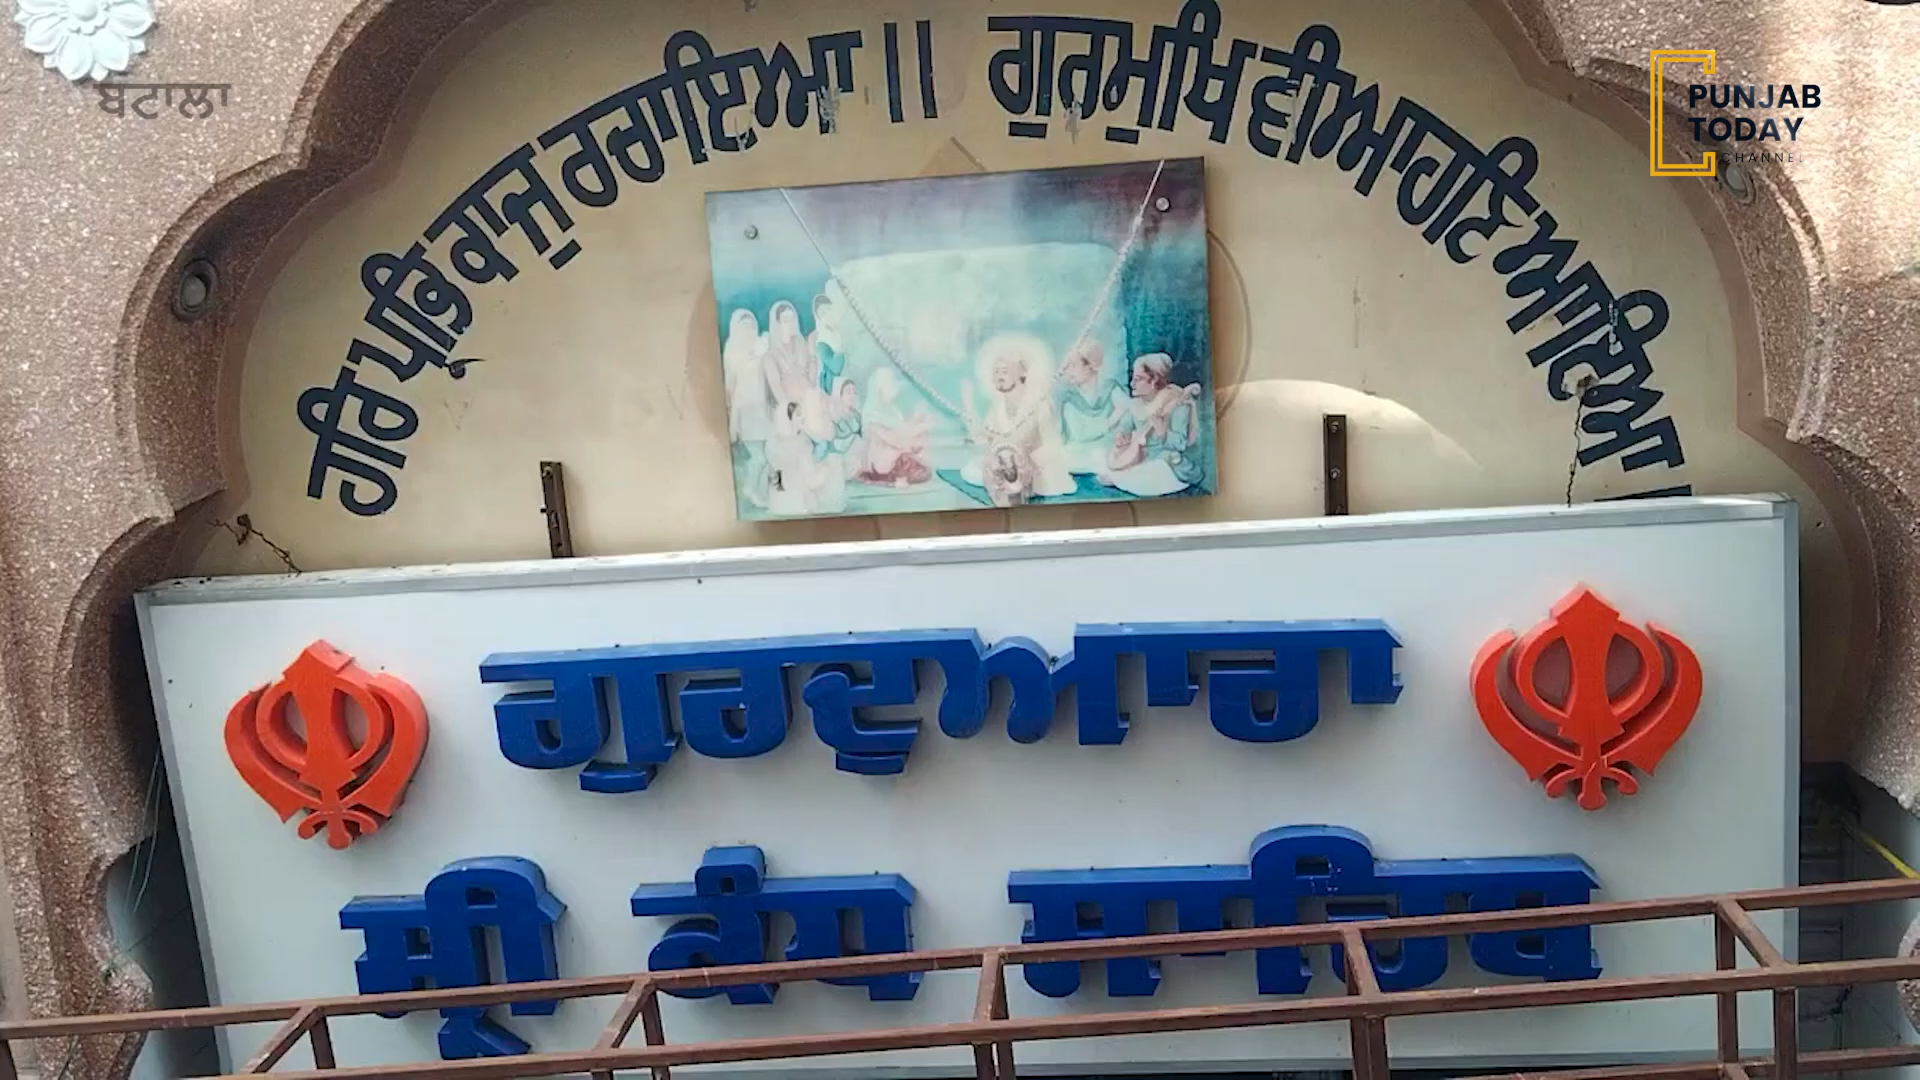 ਬਟਾਲਾ
PUNJAB
TODAY
CHANNEL
ਹਰਿ ਪ੍ਰਭਿ ਕਾਜੁ ਰਚਾਇਆ ॥ ਗੁਰਮੁਖਿ ਵੀਆਹਣਿ ਆਇਆ
ਗੁਰਦੁਆਰਾ
ਸ੍ਰੀ ਕੰਧ ਸਾਹਿਬ